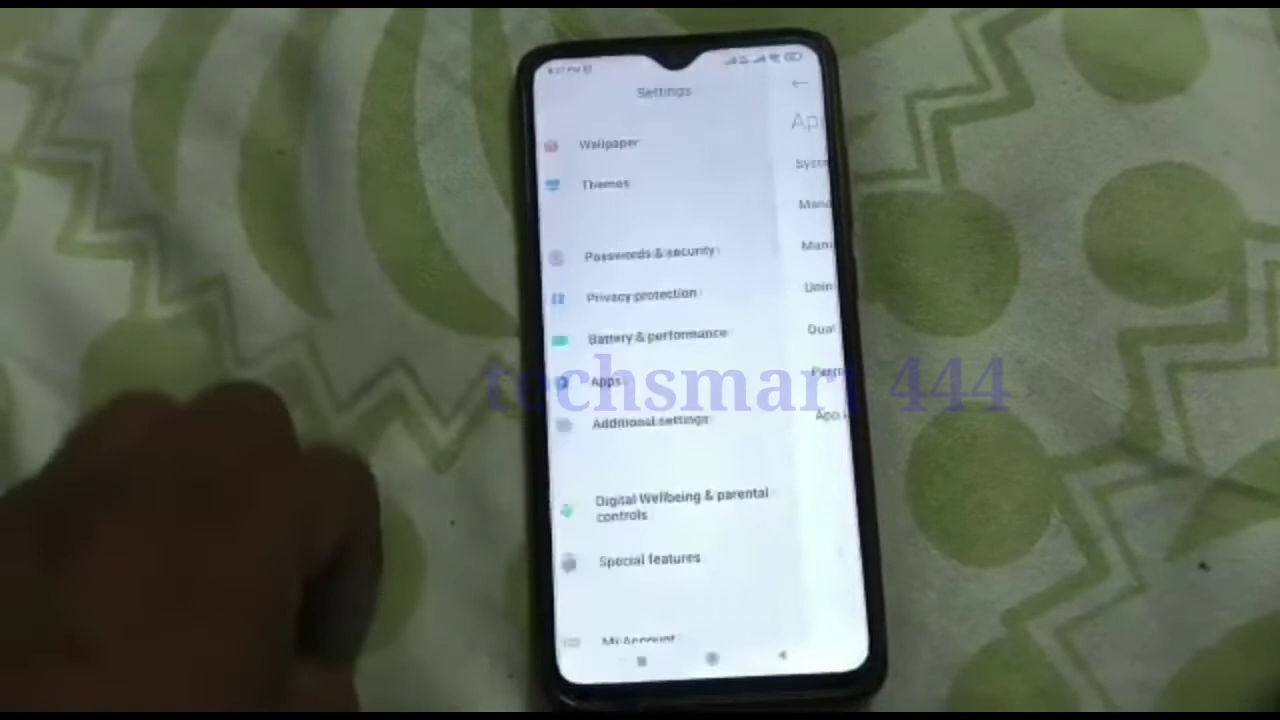 Settings
Wallpaper
Themes
Passwords & security
Privacy protection
Battery & performance
Apps
Additional settings
Digital Wellbeing & parental
controls
Special features
Mi Account
Dual
techsmart 444